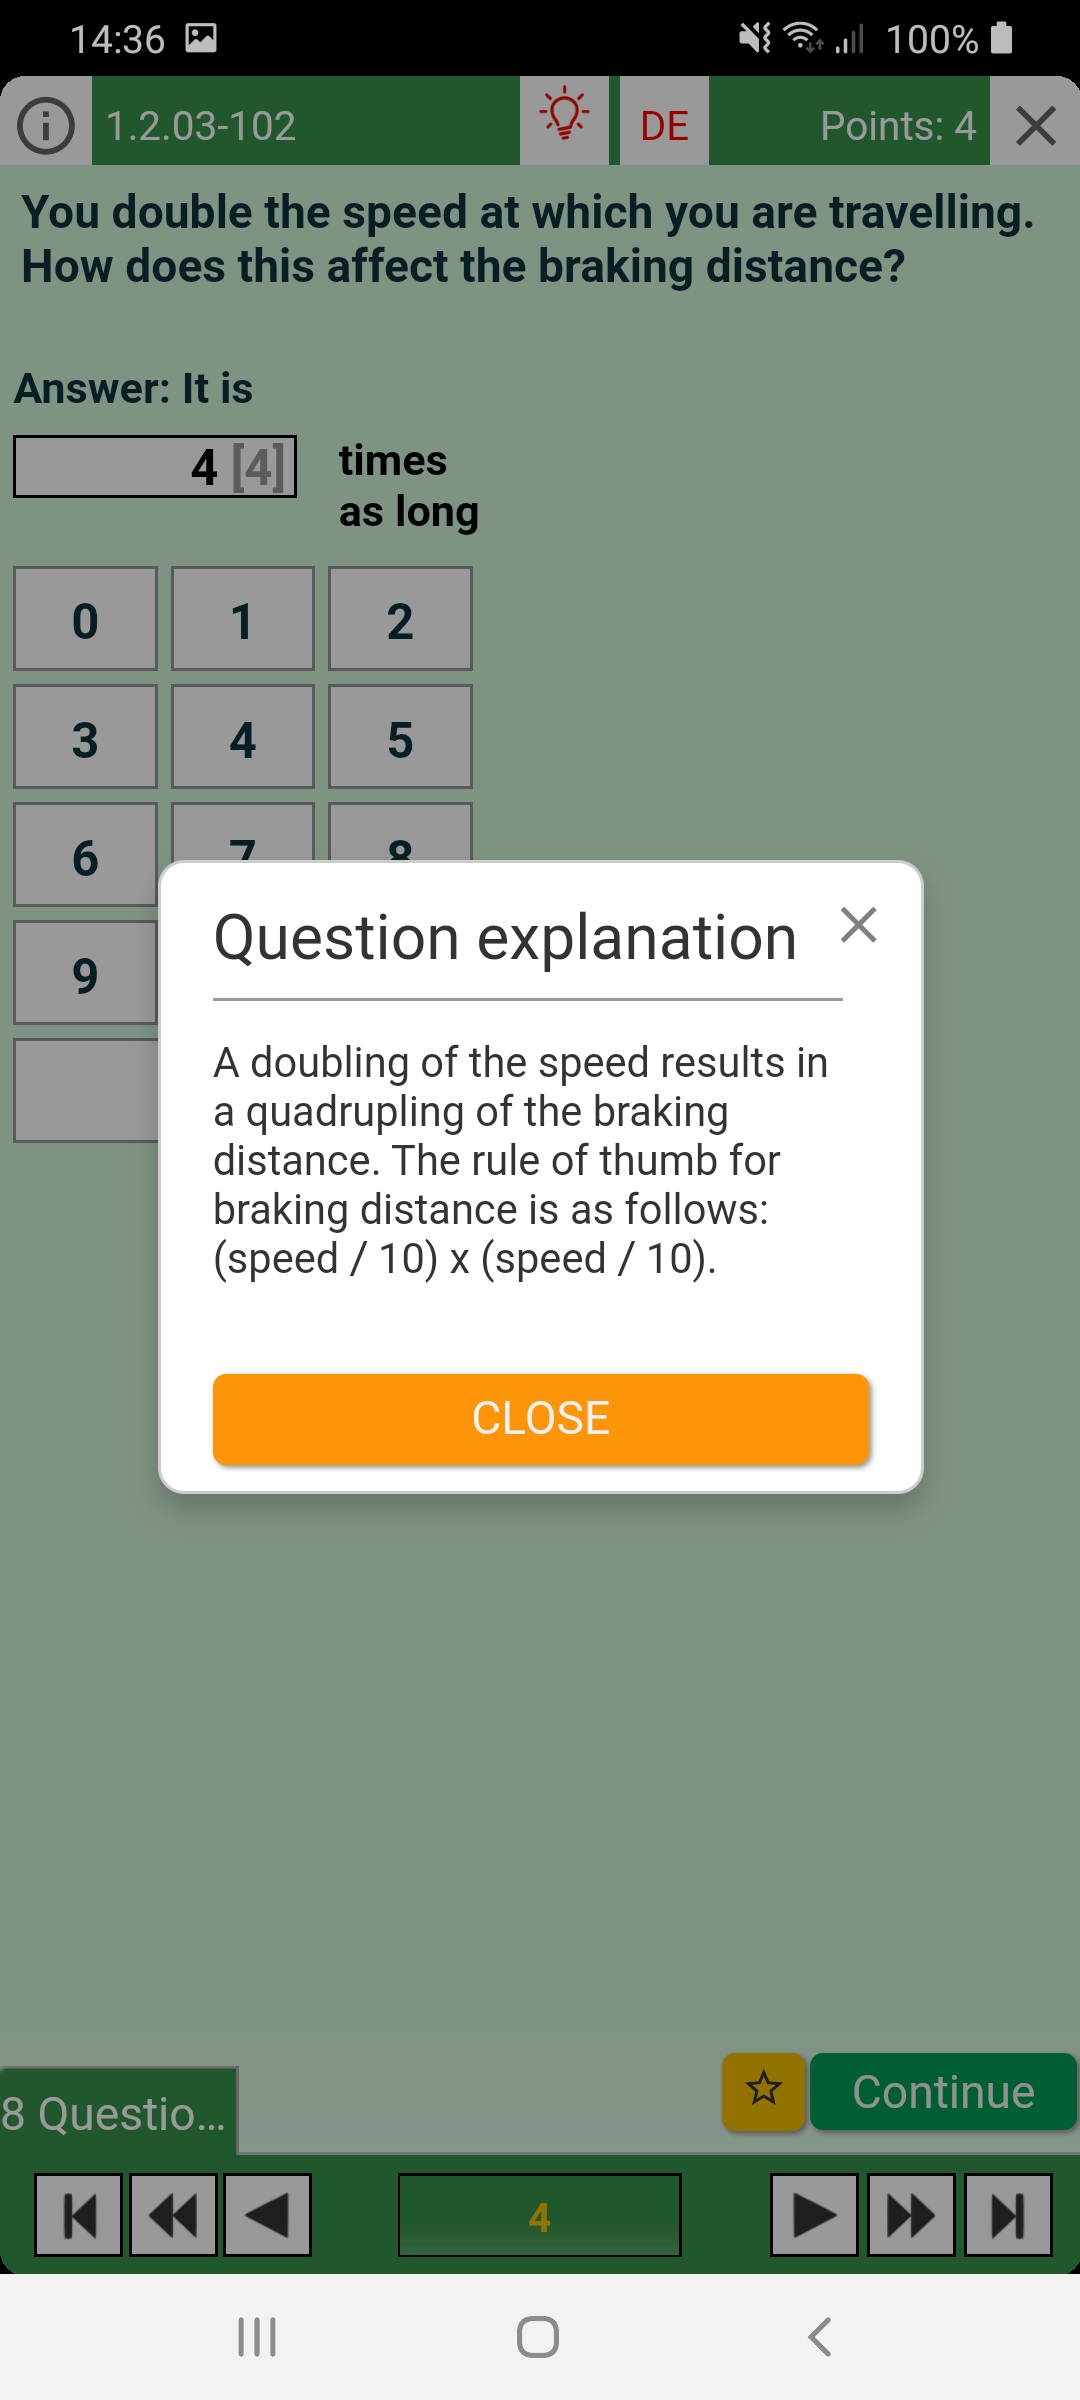 14:36
100%
1.2.03-102
DE
Points: 4
You double the speed at which you are travelling.
How does this affect the braking distance?
Answer: It is
4 [4]
times
as long
0
1
2
3
4
5
6
7
8
9
Question explanation
A doubling of the speed results in
a quadrupling of the braking
distance. The rule of thumb for
braking distance is as follows:
(speed / 10) x (speed / 10).
CLOSE
8 Questio...
Continue
4